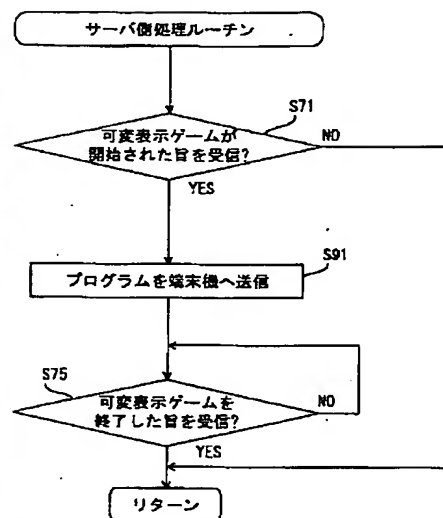 サーバ側処理ルーチン
S71
可変表示ゲームが
開始された旨を受信?
NO
YES
S91
プログラムを端末機へ送信
S75
可変表示ゲームを
終了した旨を受信?
NO
YES
リターン